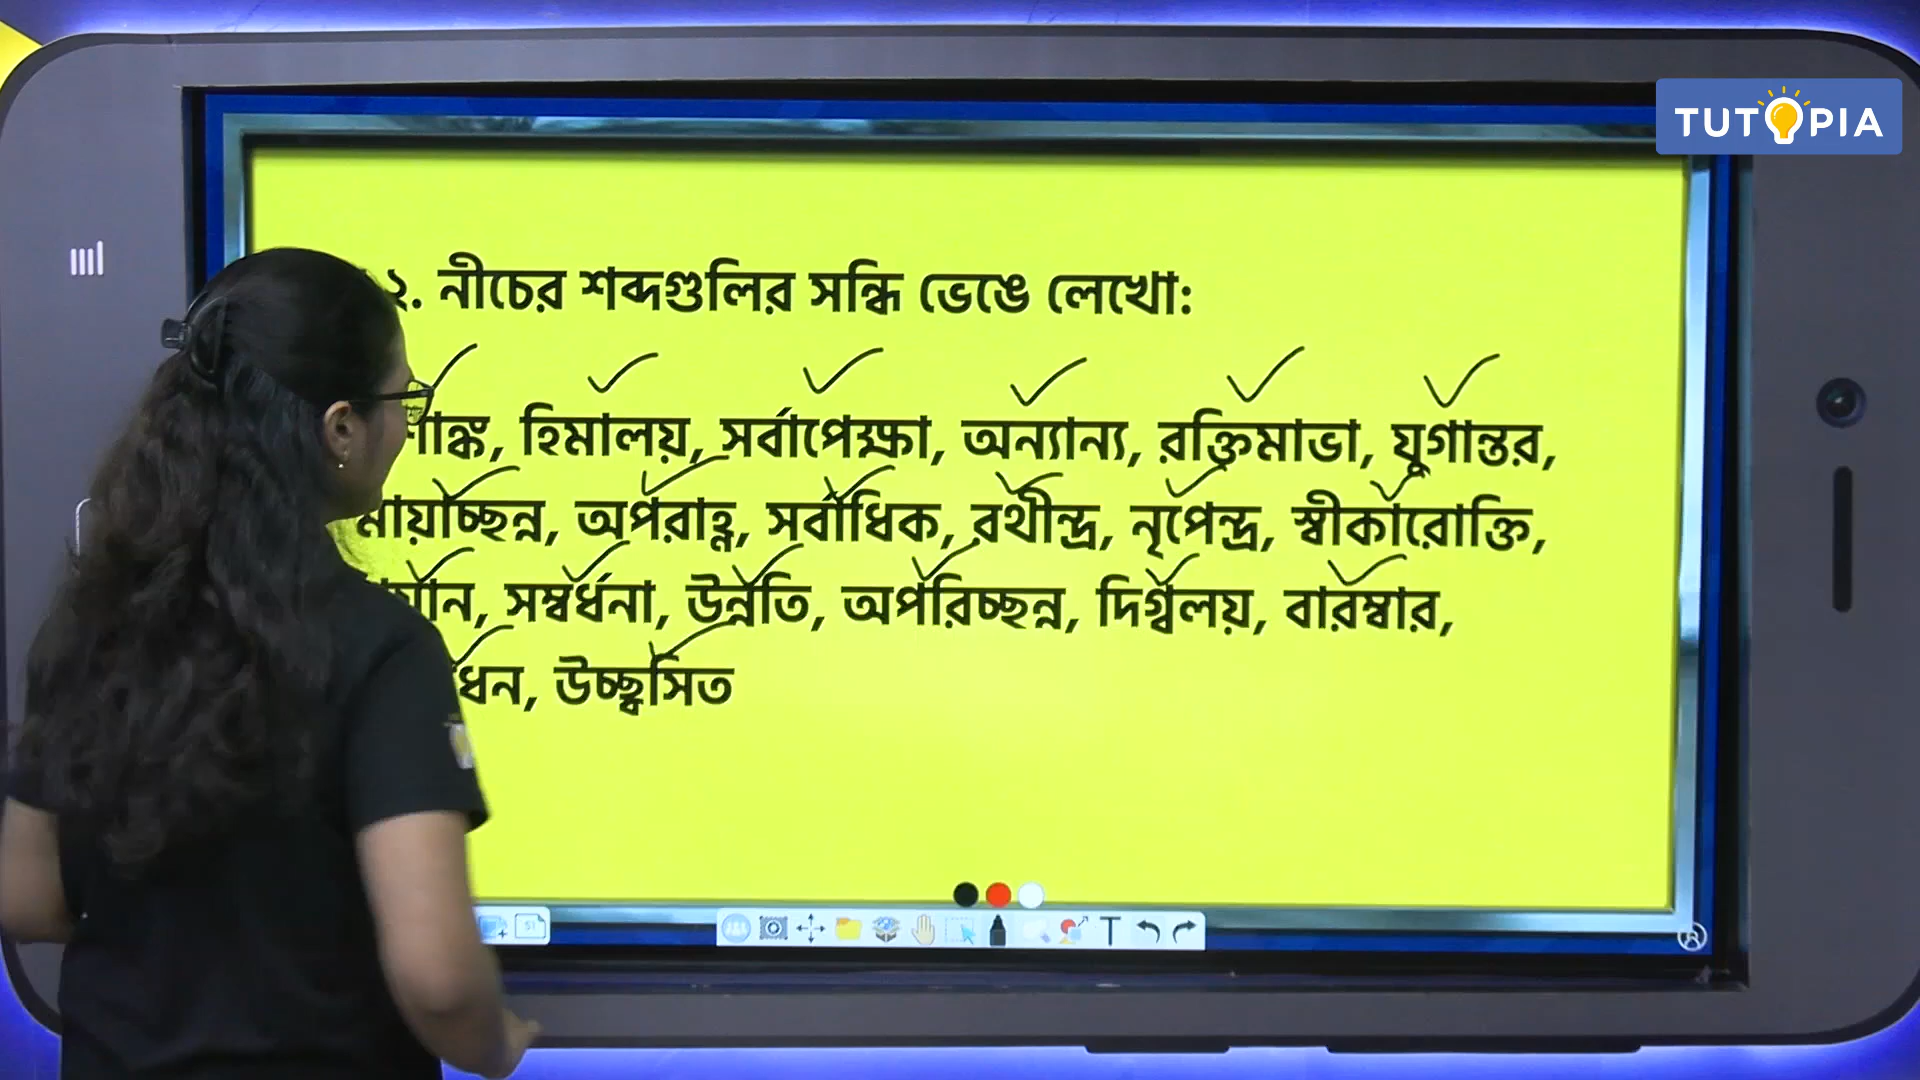 TUTOPIA
২. নীচের শব্দগুলির সন্ধি ভেঙে লেখো:
হিমালয়, সর্বাপেক্ষা, অন্যান্য, রক্তিমাভা, যুগান্তর,
অপরাহ্ণ, সর্বাধিক, রথীন্দ্র, নৃপেন্দ্র, স্বীকারোক্তি,
সম্বর্ধনা, উন্নতি, অপরিচ্ছন্ন, দিগ্বলয়, বারম্বার,
উচ্ছ্বসিত